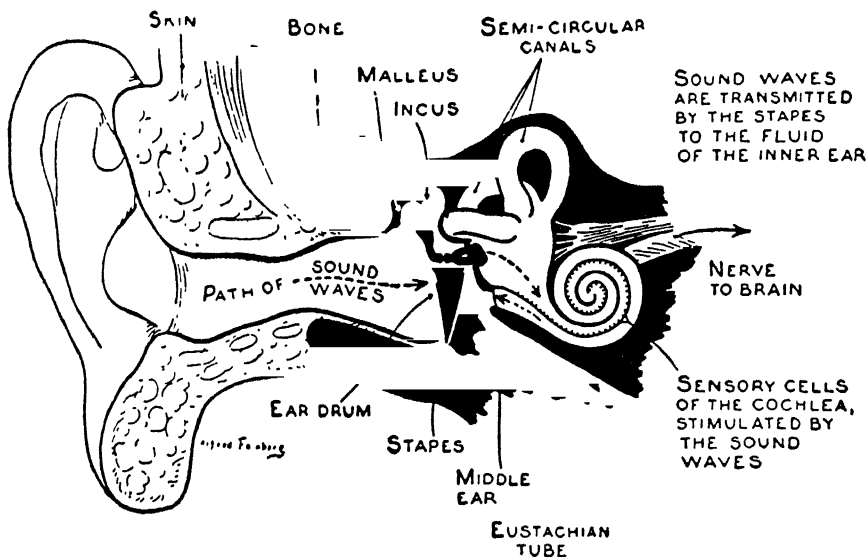 SKIN
BONE
SEMI-CIRCULAR
CANALS
MALLEUS
INCUS
SOUND WAVES
ARE TRANSMITTED
BY THE STAPES
TO THE FLUID
OF THE INNER EAR
PATH OF
SOUND
WAVES
NERVE
TO BRAIN
EAR DRUM
STAPES
MIDDLE
EAR
EUSTACHIAN
TUBE
SENSORY CELLS
OF THE COCHLEA,
STIMULATED BY
THE SOUND
WAVES